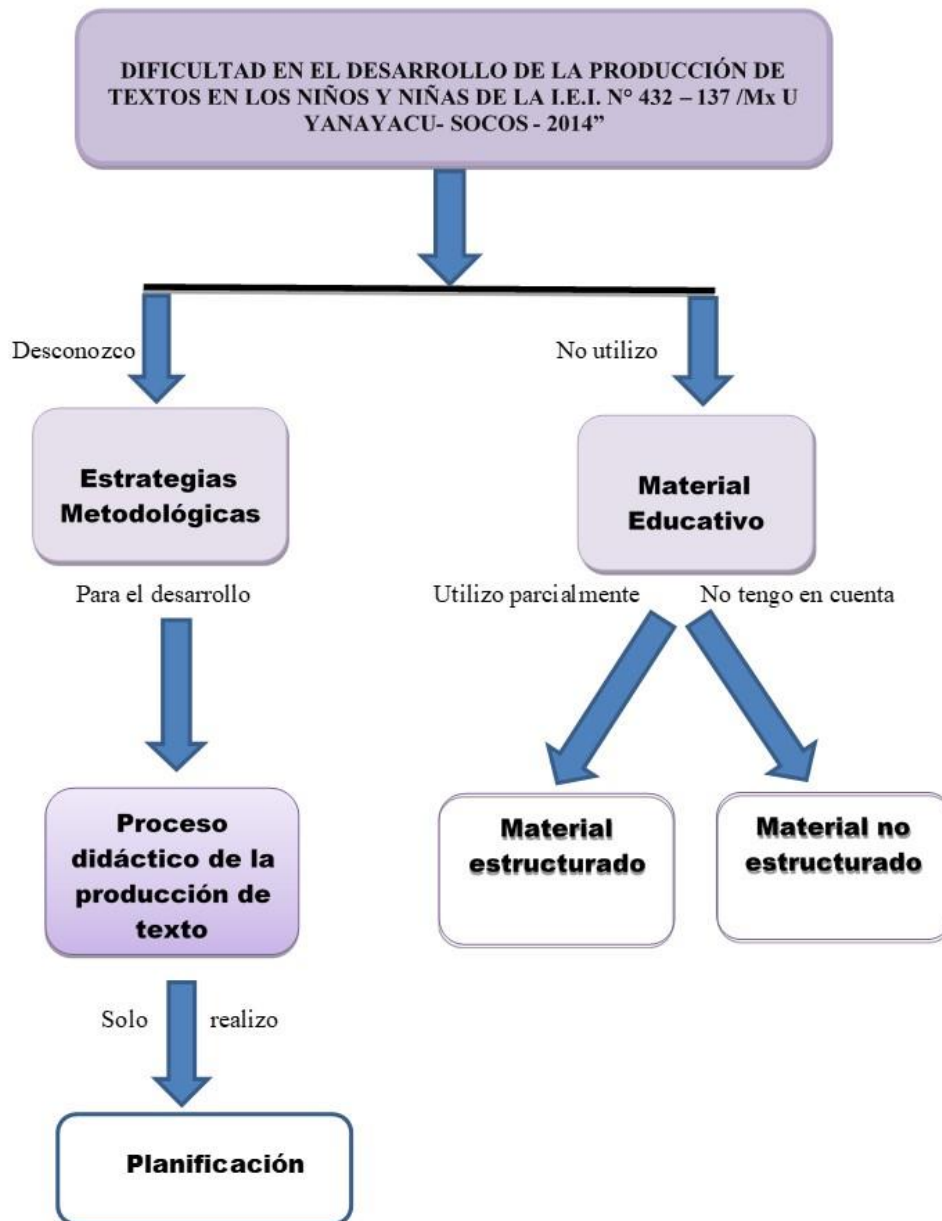 DIFICULTAD EN EL DESARROLLO DE LA PRODUCCIÓN DE
TEXTOS EN LOS NIÑOS Y NIÑAS DE LA I.E.I. N° 432 – 137 /Mx U
YANAYACU- SOCOS - 2014”
Desconozco
No utilizo
Estrategias
Metodológicas
Material
Educativo
Para el desarrollo
Utilizo parcialmente
No tengo en cuenta
Proceso
didáctico de la
producción de
texto
Material
estructurado
Material no
estructurado
Solo realizo
Planificación